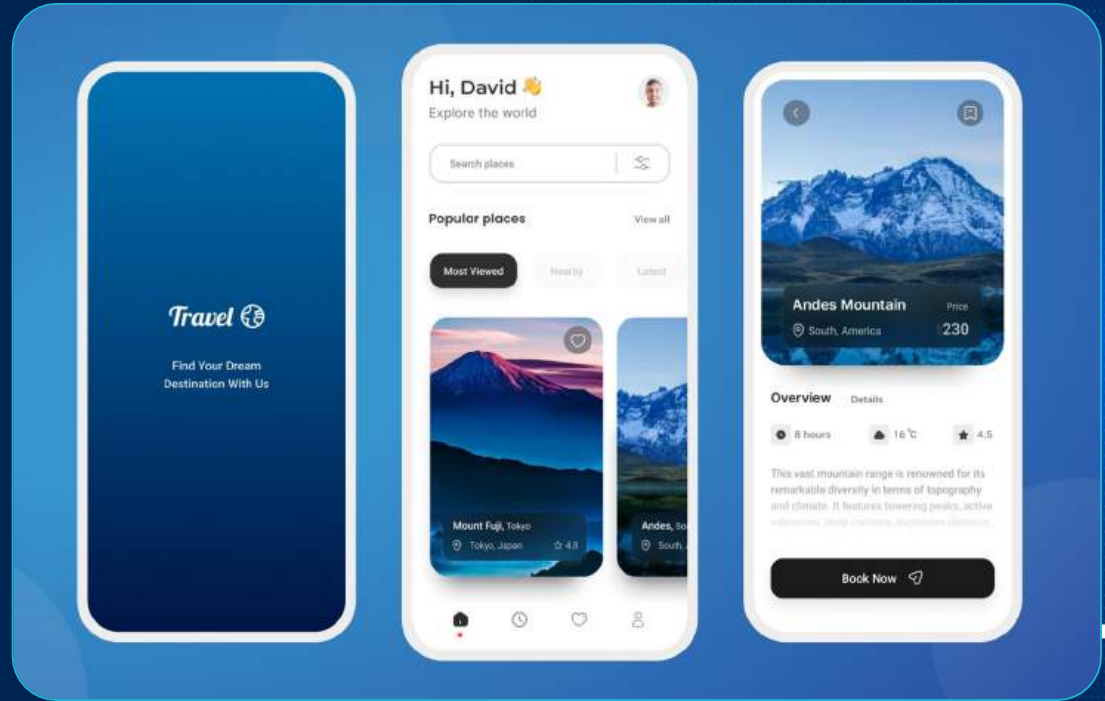 Travel
Find Your Dream
Destination With Us
Hi, David 👋
Explore the world
Search places
Popular places
View all
Most Viewed
Nearby
Latest
Mount Fuji, Tokyo
Tokyo, Japan
4.8
Andes, So
South,
Andes Mountain
Price
South, America
230
Overview
Details
8 hours
16 °C
4.5
This vast mountain range is renowned for its
remarkable diversity in terms of topography
and climate. It features towering peaks, active
Book Now